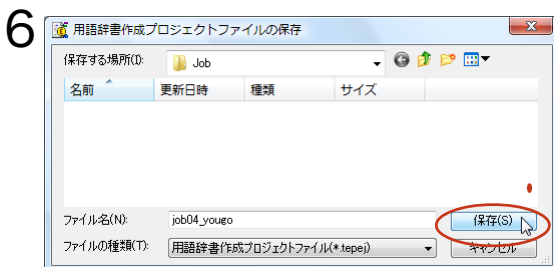 6
用語辞書作成プロジェクトファイルの保存
保存する場所(I): Job
名前 更新日時 種類 サイズ
ファイル名(N): job04_yougo 保存(S)
ファイルの種類(T): 用語辞書作成プロジェクトファイル(*.tepej) キャンセル